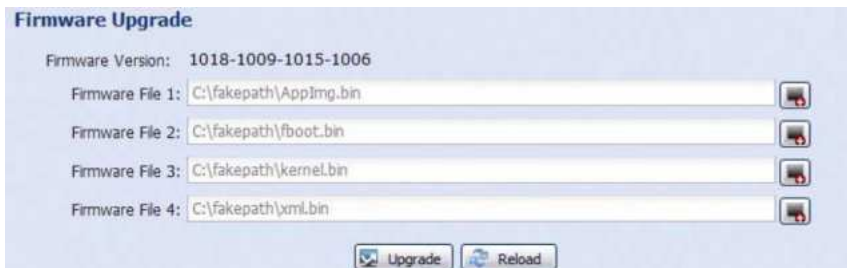 Firmware Upgrade
Firmware Version: 1018-1009-1015-1006
Firmware File 1: C:\fakepath\AppImg.bin
Firmware File 2: C:\fakepath\fboot.bin
Firmware File 3: C:\fakepath\kernel.bin
Firmware File 4: C:\fakepath\xml.bin
Upgrade Reload